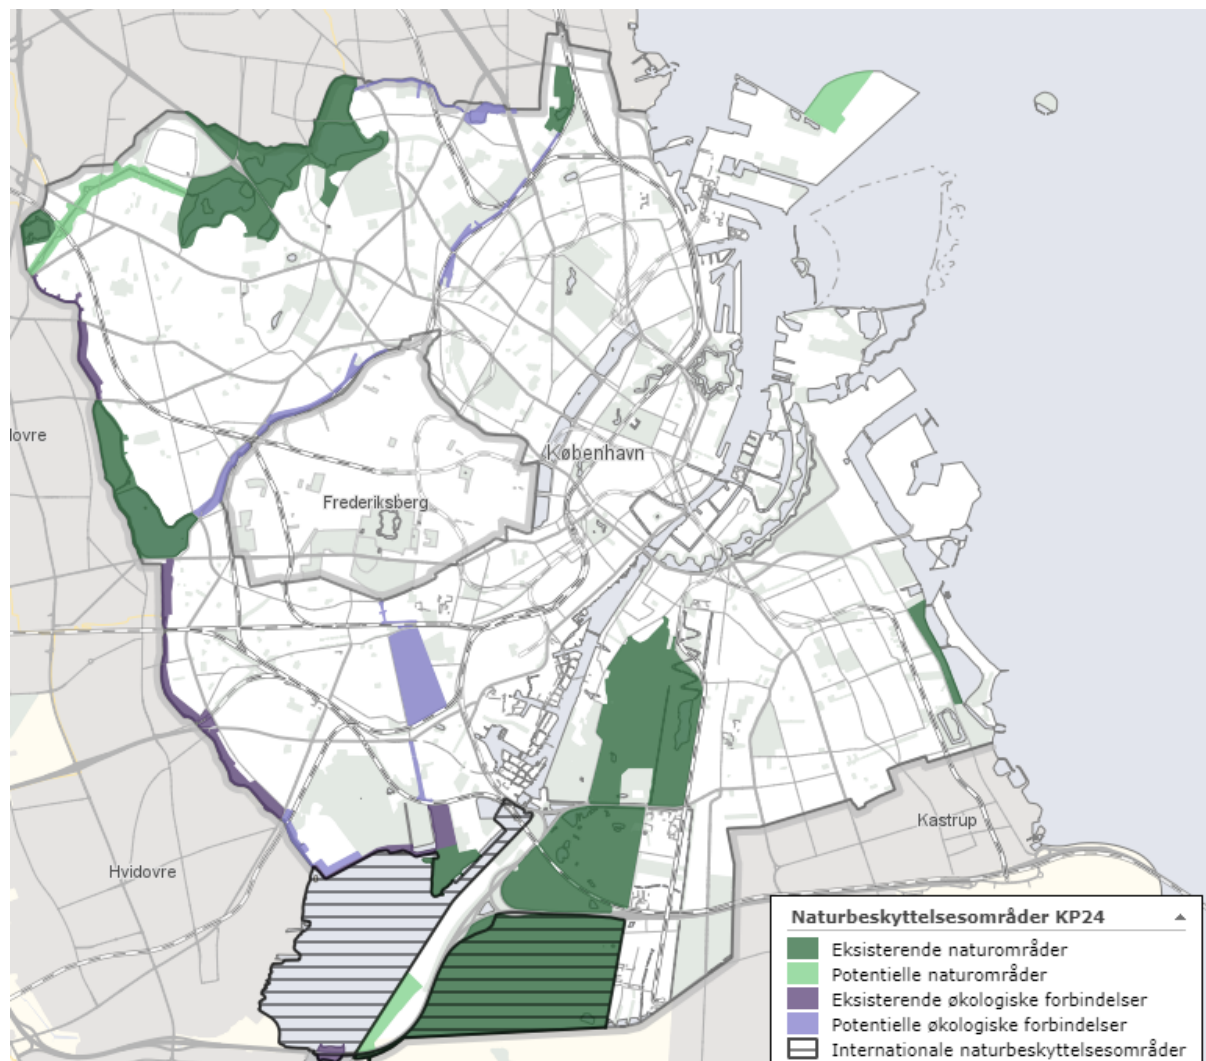 København
lovre
Frederiksberg
Kastrup
Hvidovre
Naturbeskyttelsesområder KP24
Eksisterende naturområder
Potentielle naturområder
Eksisterende økologiske forbindelser
Potentielle økologiske forbindelser
Internationale naturbeskyttelsesområder